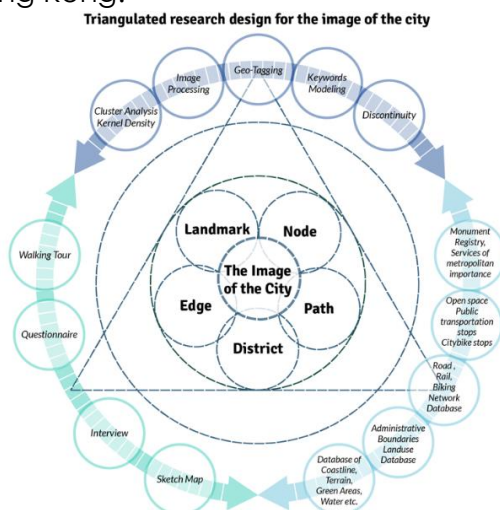 ng Kong.
Triangulated research design for the image of the city
Geo-Tagging
Image
Processing
Keywords
Modeling
Cluster Analysis
Kernel Density
Discontinuity
Landmark
Node
The Image
of the City
Edge
Path
District
Walking Tour
Questionnaire
Interview
Sketch Map
Monument
Registry,
Services of
metropolitan
importance
Open space
Public
transportation
stops
Citybike stops
Road ,
Rail,
Biking
Network
Database
Administrative
Boundaries
Landuse
Database
Database of
Coastline,
Terrain,
Green Areas,
Water etc.